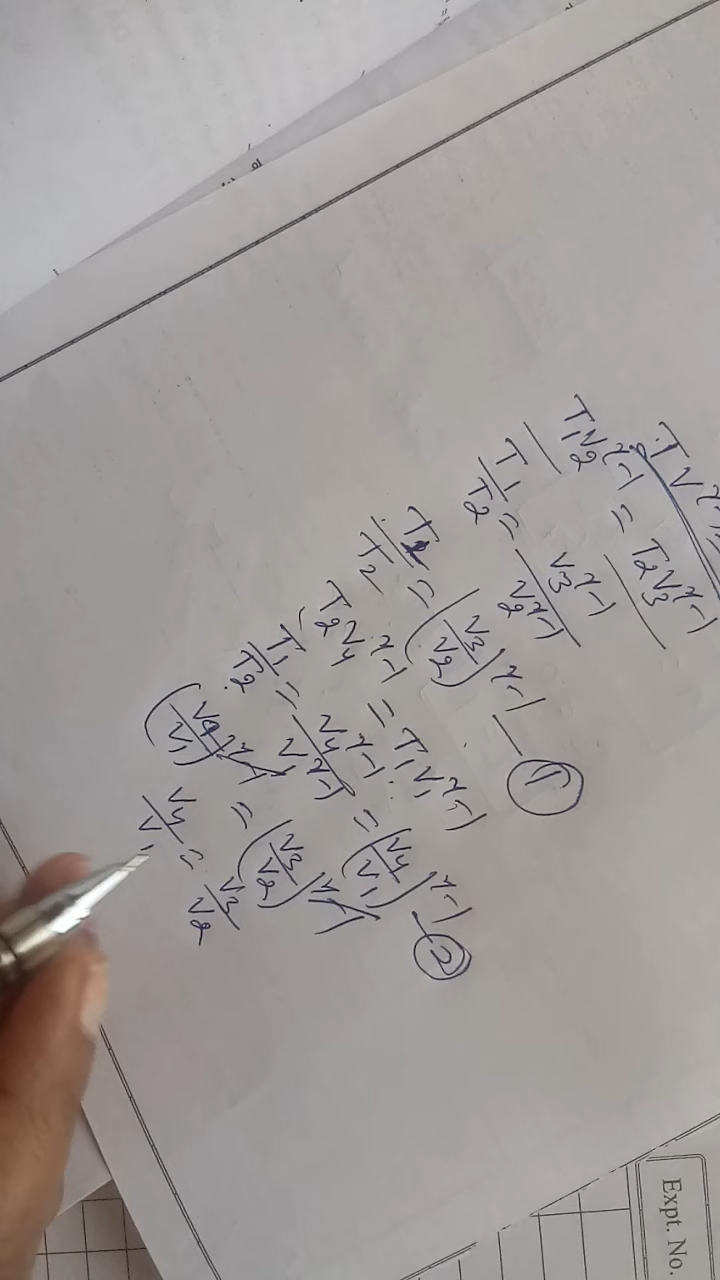 TV^γ-1
T₁V₂^γ-1 = T₂V₃^γ-1
T₁/T₂ = V₃^γ-1/V₂^γ-1
T₁/T₂ = (V₃/V₂)^γ-1 — ①
T₂V₄^γ-1 = T₁V₁^γ-1
T₁/T₂ = V₄^γ-1/V₁^γ-1 = (V₄/V₁)^γ-1 — ②
(V₄/V₁)^γ-1 = (V₃/V₂)^γ-1
V₄/V₁ = V₃/V₂
Expt. No.